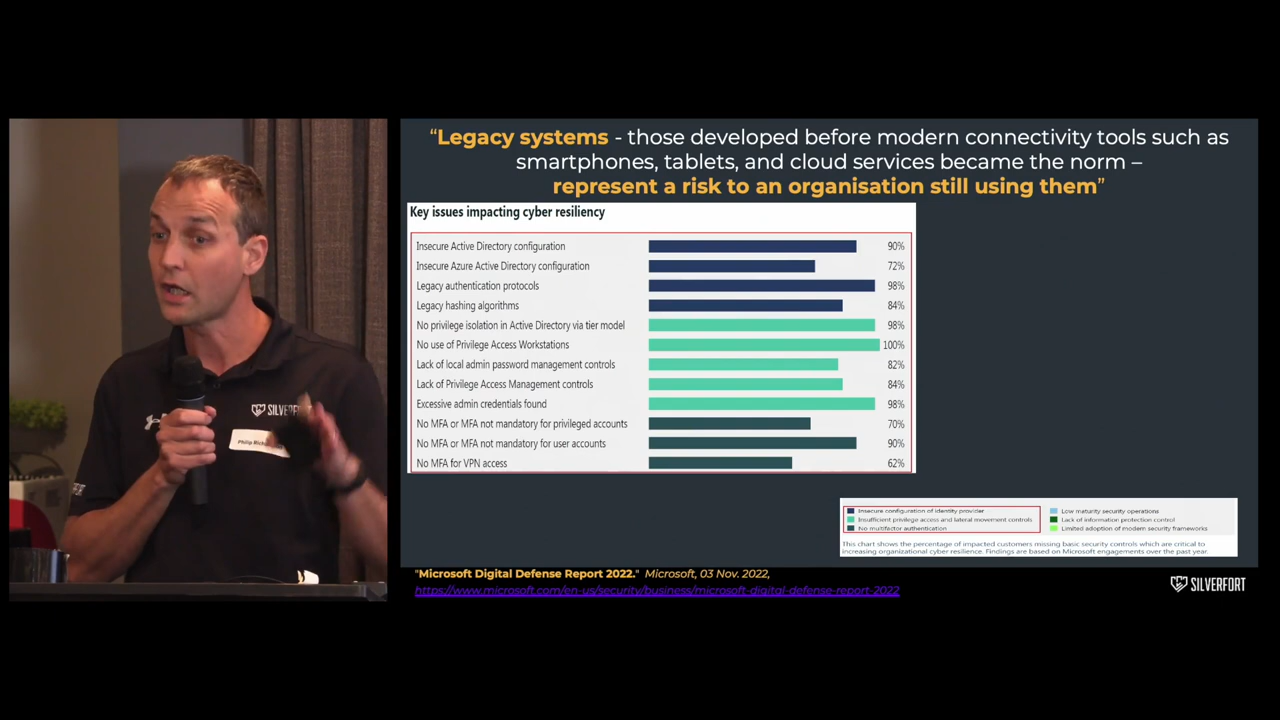 “Legacy systems - those developed before modern connectivity tools such as
smartphones, tablets, and cloud services became the norm –
represent a risk to an organisation still using them”
Key issues impacting cyber resiliency
Insecure Active Directory configuration 90%
Insecure Azure Active Directory configuration 72%
Legacy authentication protocols 98%
Legacy hashing algorithms 84%
No privilege isolation in Active Directory via tier model 98%
No use of Privilege Access Workstations 100%
Lack of local admin password management controls 82%
Lack of Privilege Access Management controls 84%
Excessive admin credentials found 98%
No MFA or MFA not mandatory for privileged accounts 70%
No MFA or MFA not mandatory for user accounts 90%
No MFA for VPN access 62%
Insecure configuration of identity provider
Insufficient privilege access and lateral movement controls
No multifactor authentication
Low maturity security operations
Lack of information protection control
Limited adoption of modern security frameworks
This chart shows the percentage of impacted customers missing basic security controls which are critical to
increasing organizational cyber resilience. Findings are based on Microsoft engagements over the past year.
"Microsoft Digital Defense Report 2022." Microsoft, 03 Nov. 2022,
https://www.microsoft.com/en-us/security/business/microsoft-digital-defense-report-2022
SILVERFORT
Philip